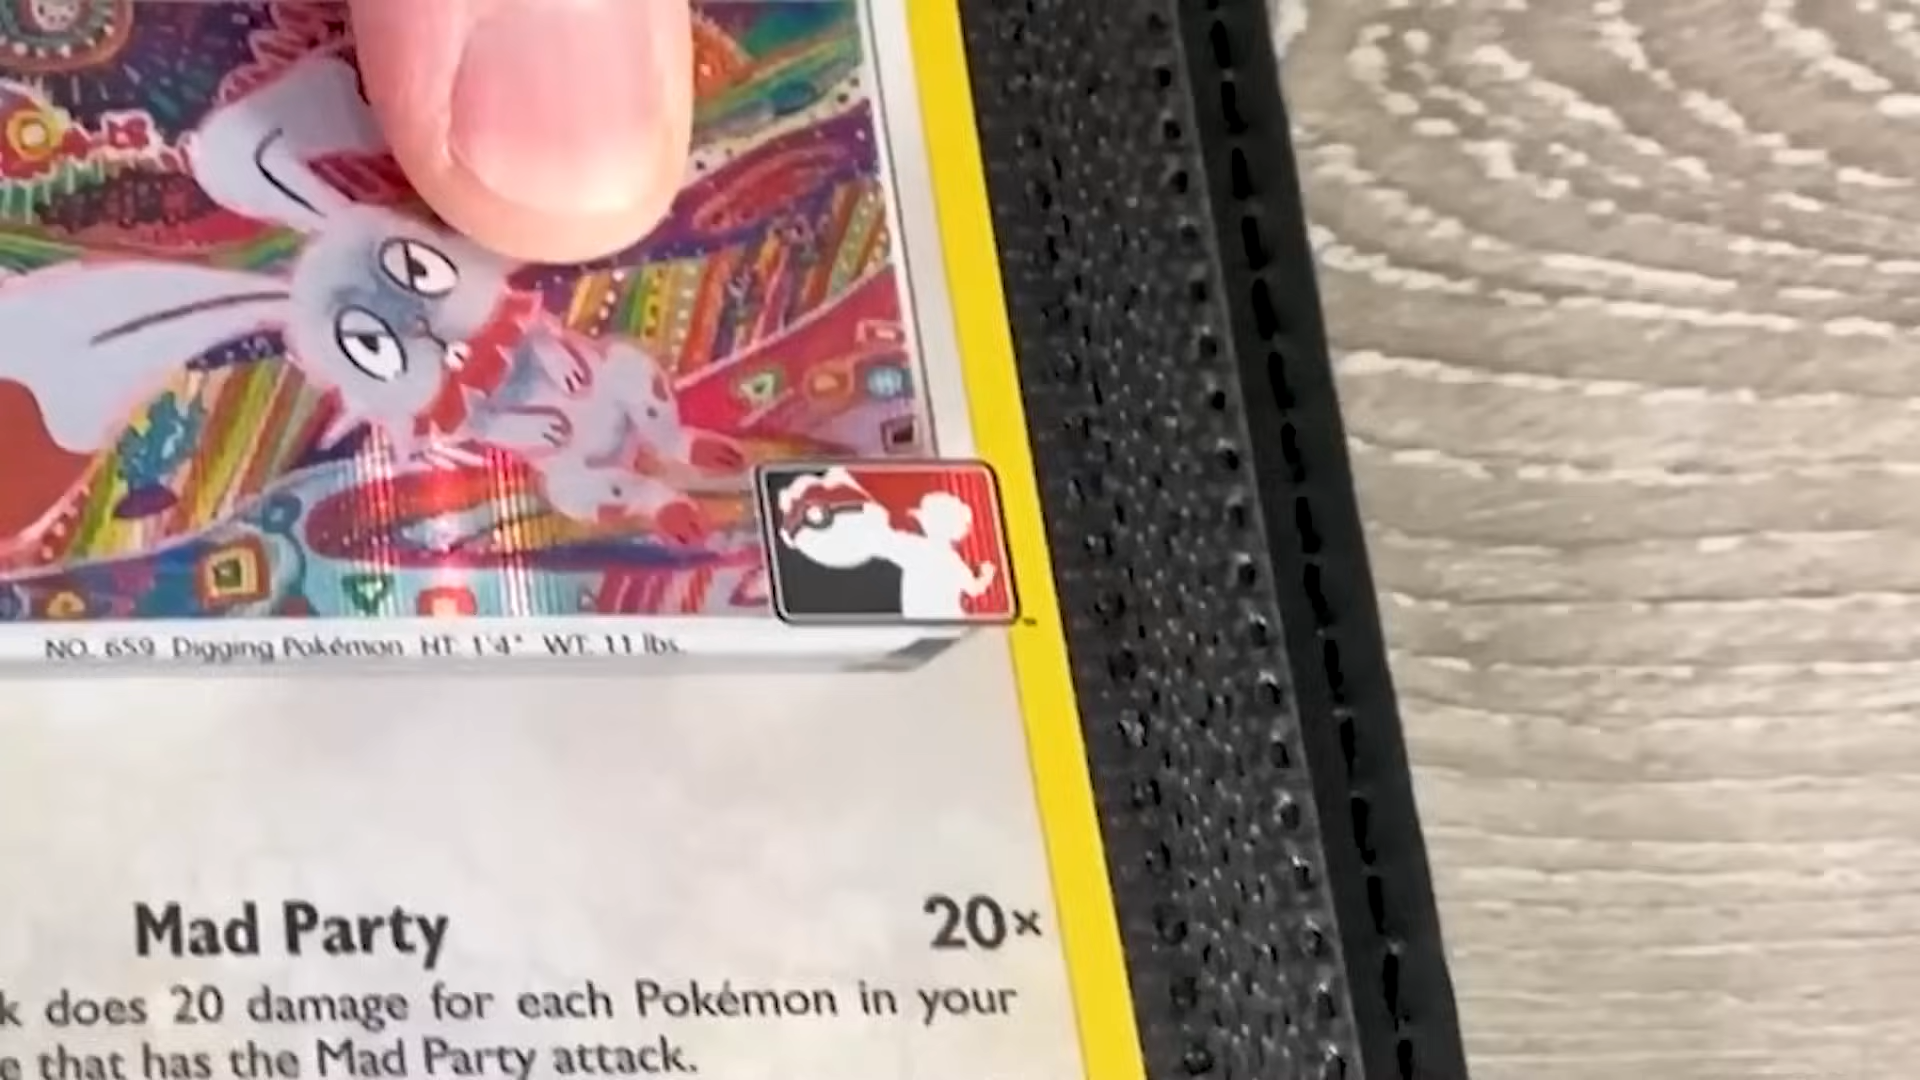 NO. 659 Digging Pokémon HT: 1'4" WT: 11 lbs.
Mad Party 20×
k does 20 damage for each Pokémon in your
e that has the Mad Party attack.